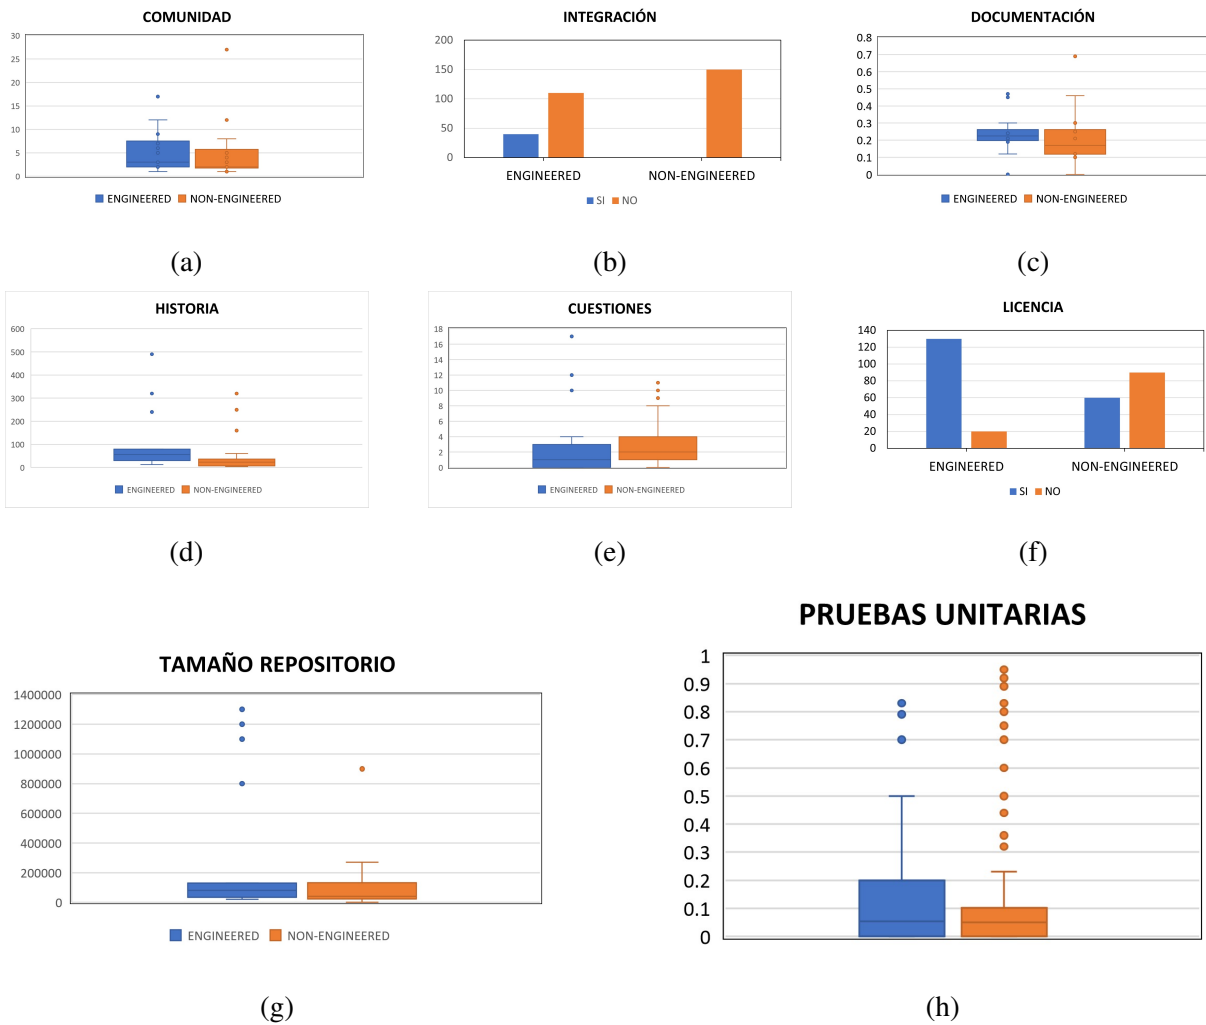 COMUNIDAD
30
25
20
15
10
5
0
ENGINEERED NON-ENGINEERED
(a)
INTEGRACIÓN
200
150
100
50
0
ENGINEERED NON-ENGINEERED
SI NO
(b)
DOCUMENTACIÓN
0.8
0.7
0.6
0.5
0.4
0.3
0.2
0.1
0
ENGINEERED NON-ENGINEERED
(c)
HISTORIA
600
500
400
300
200
100
0
ENGINEERED NON-ENGINEERED
(d)
CUESTIONES
18
16
14
12
10
8
6
4
2
0
ENGINEERED NON-ENGINEERED
(e)
LICENCIA
140
120
100
80
60
40
20
0
ENGINEERED NON-ENGINEERED
SI NO
(f)
TAMAÑO REPOSITORIO
1400000
1200000
1000000
800000
600000
400000
200000
0
ENGINEERED NON-ENGINEERED
(g)
PRUEBAS UNITARIAS
1
0.9
0.8
0.7
0.6
0.5
0.4
0.3
0.2
0.1
0
(h)